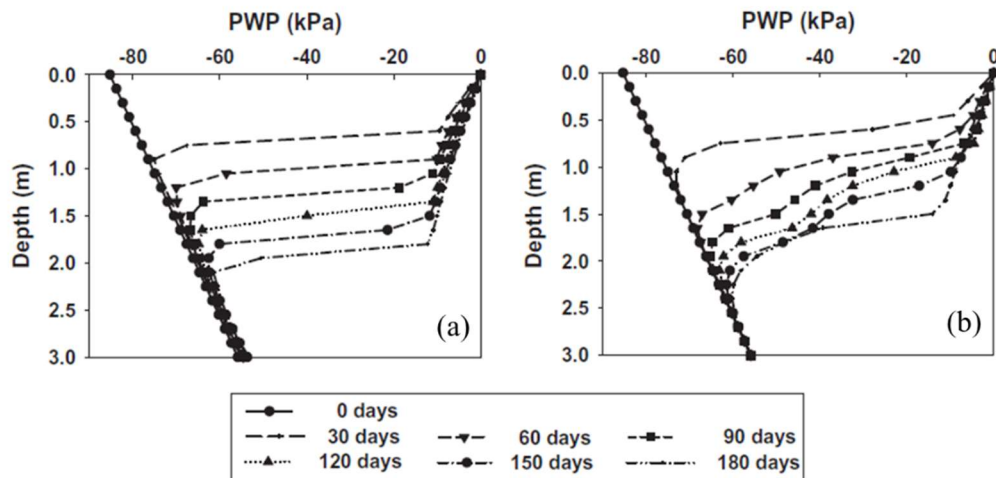 (a) (b)
PWP (kPa) PWP (kPa)
-80 -60 -40 -20 0 -80 -60 -40 -20 0
0.0 0.0
0.5 0.5
1.0 1.0
Depth (m) Depth (m)
1.5 1.5
2.0 2.0
2.5 2.5
(a) (b)
3.0 3.0
0 days
30 days 60 days 90 days
120 days 150 days 180 days